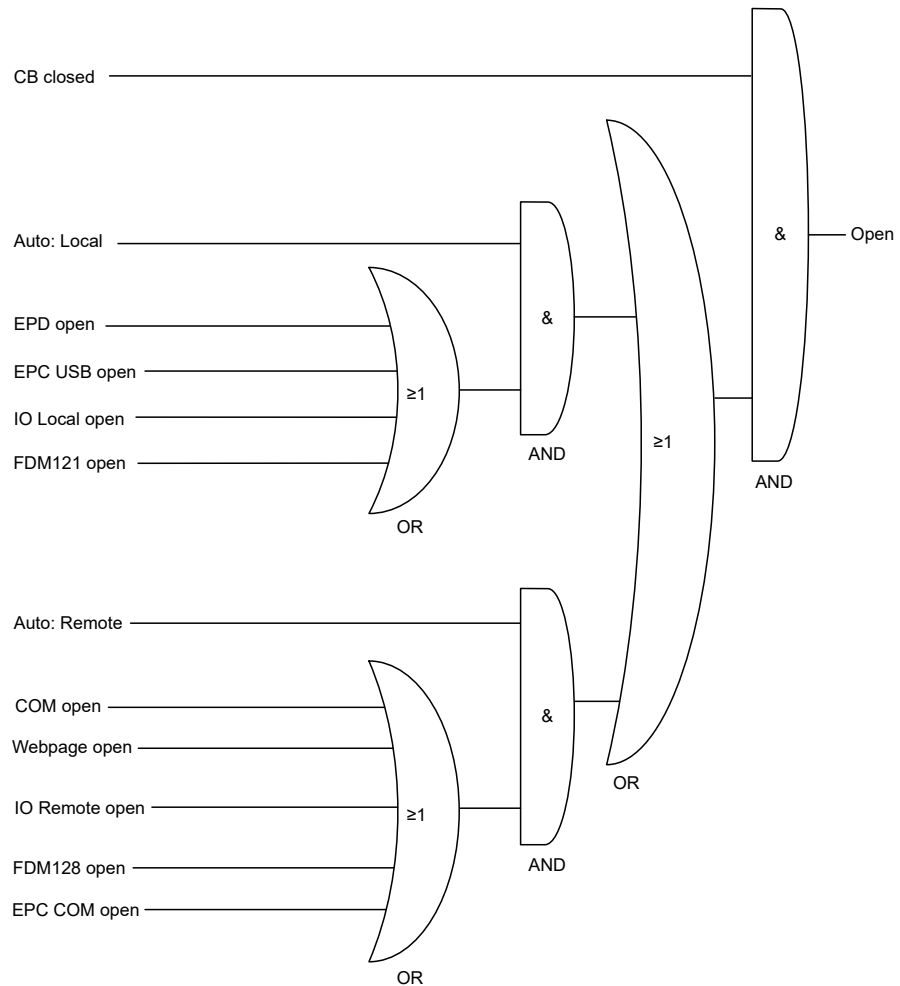 CB closed
&
Open
Auto: Local
&
EPD open
EPC USB open
≥1
IO Local open
FDM121 open
AND
≥1
AND
OR
Auto: Remote
COM open
&
Webpage open
OR
IO Remote open
≥1
FDM128 open
AND
EPC COM open
OR